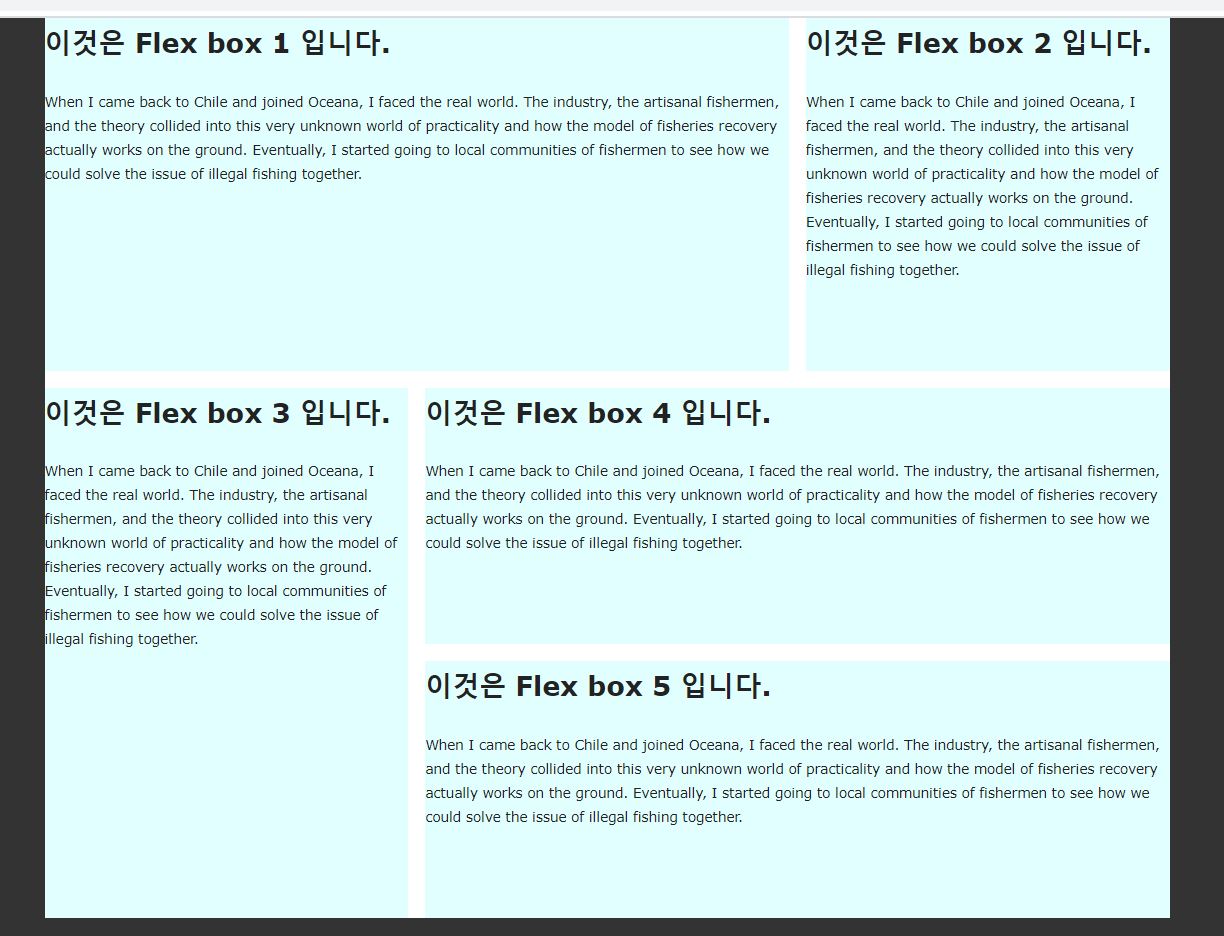 이것은 Flex box 1 입니다.
When I came back to Chile and joined Oceana, I faced the real world. The industry, the artisanal fishermen,
and the theory collided into this very unknown world of practicality and how the model of fisheries recovery
actually works on the ground. Eventually, I started going to local communities of fishermen to see how we
could solve the issue of illegal fishing together.
이것은 Flex box 2 입니다.
When I came back to Chile and joined Oceana, I
faced the real world. The industry, the artisanal
fishermen, and the theory collided into this very
unknown world of practicality and how the model of
fisheries recovery actually works on the ground.
Eventually, I started going to local communities of
fishermen to see how we could solve the issue of
illegal fishing together.
이것은 Flex box 3 입니다.
When I came back to Chile and joined Oceana, I
faced the real world. The industry, the artisanal
fishermen, and the theory collided into this very
unknown world of practicality and how the model of
fisheries recovery actually works on the ground.
Eventually, I started going to local communities of
fishermen to see how we could solve the issue of
illegal fishing together.
이것은 Flex box 4 입니다.
When I came back to Chile and joined Oceana, I faced the real world. The industry, the artisanal fishermen,
and the theory collided into this very unknown world of practicality and how the model of fisheries recovery
actually works on the ground. Eventually, I started going to local communities of fishermen to see how we
could solve the issue of illegal fishing together.
이것은 Flex box 5 입니다.
When I came back to Chile and joined Oceana, I faced the real world. The industry, the artisanal fishermen,
and the theory collided into this very unknown world of practicality and how the model of fisheries recovery
actually works on the ground. Eventually, I started going to local communities of fishermen to see how we
could solve the issue of illegal fishing together.